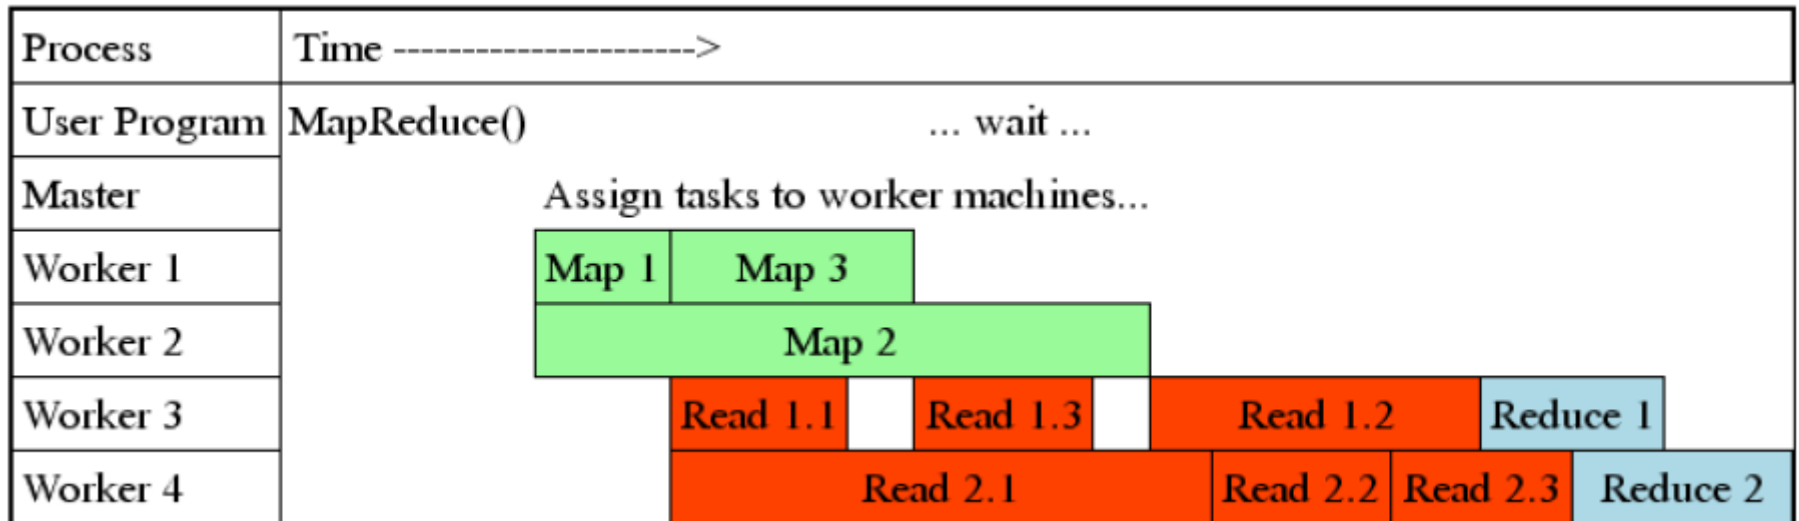 Process Time ---------------------->
User Program MapReduce() ... wait ...
Master Assign tasks to worker machines...
Worker 1 Map 1 Map 3
Worker 2 Map 2
Worker 3 Read 1.1 Read 1.3 Read 1.2 Reduce 1
Worker 4 Read 2.1 Read 2.2 Read 2.3 Reduce 2